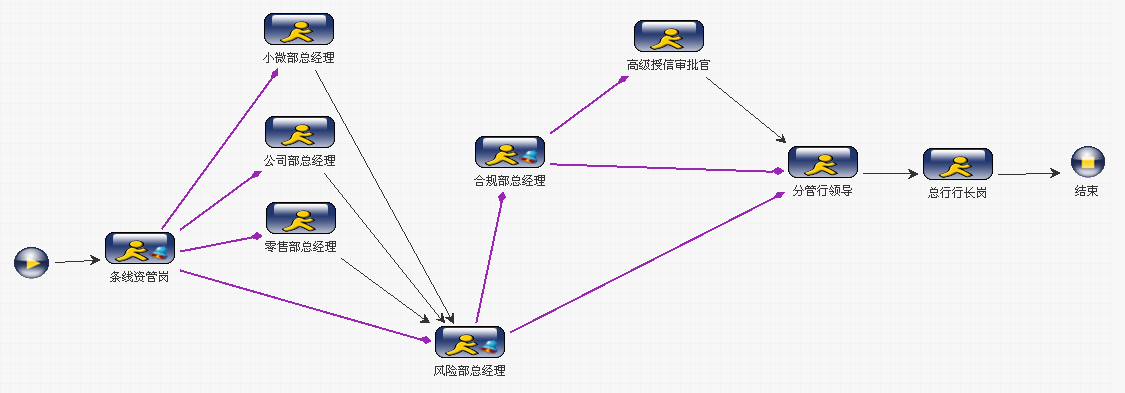 小微部总经理
高级授信审批官
公司部总经理
合规部总经理
分管行领导
总行行长岗
结束
零售部总经理
条线资管岗
风险部总经理